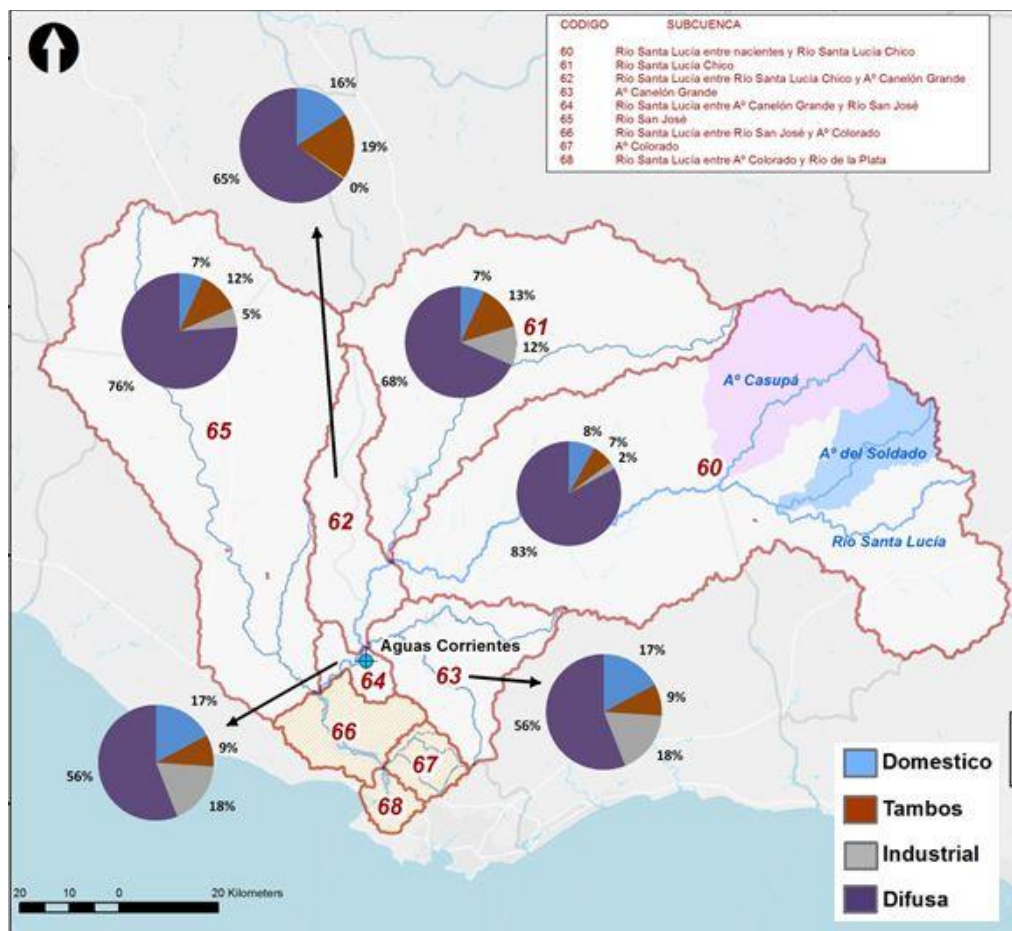 CODIGO SUBCUENCA
60 Río Santa Lucía entre nacientes y Río Santa Lucía Chico
61 Río Santa Lucía Chico
62 Río Santa Lucía entre Río Santa Lucía Chico y Aº Canelón Grande
63 Aº Canelón Grande
64 Río Santa Lucía entre Aº Canelón Grande y Río San José
65 Río San José
66 Río Santa Lucía entre Río San José y Aº Colorado
67 Aº Colorado
68 Río Santa Lucía entre Aº Colorado y Río de la Plata
16%
19%
0%
65%
7%
12%
5%
76%
65
7%
13%
12%
68%
61
62
8%
7%
2%
83%
60
Aº Casupá
Aº del Soldado
Río Santa Lucía
Aguas Corrientes
64
63
66
67
68
17%
9%
18%
56%
17%
9%
18%
56%
Domestico
Tambos
Industrial
Difusa
20 10 0 20 Kilometers